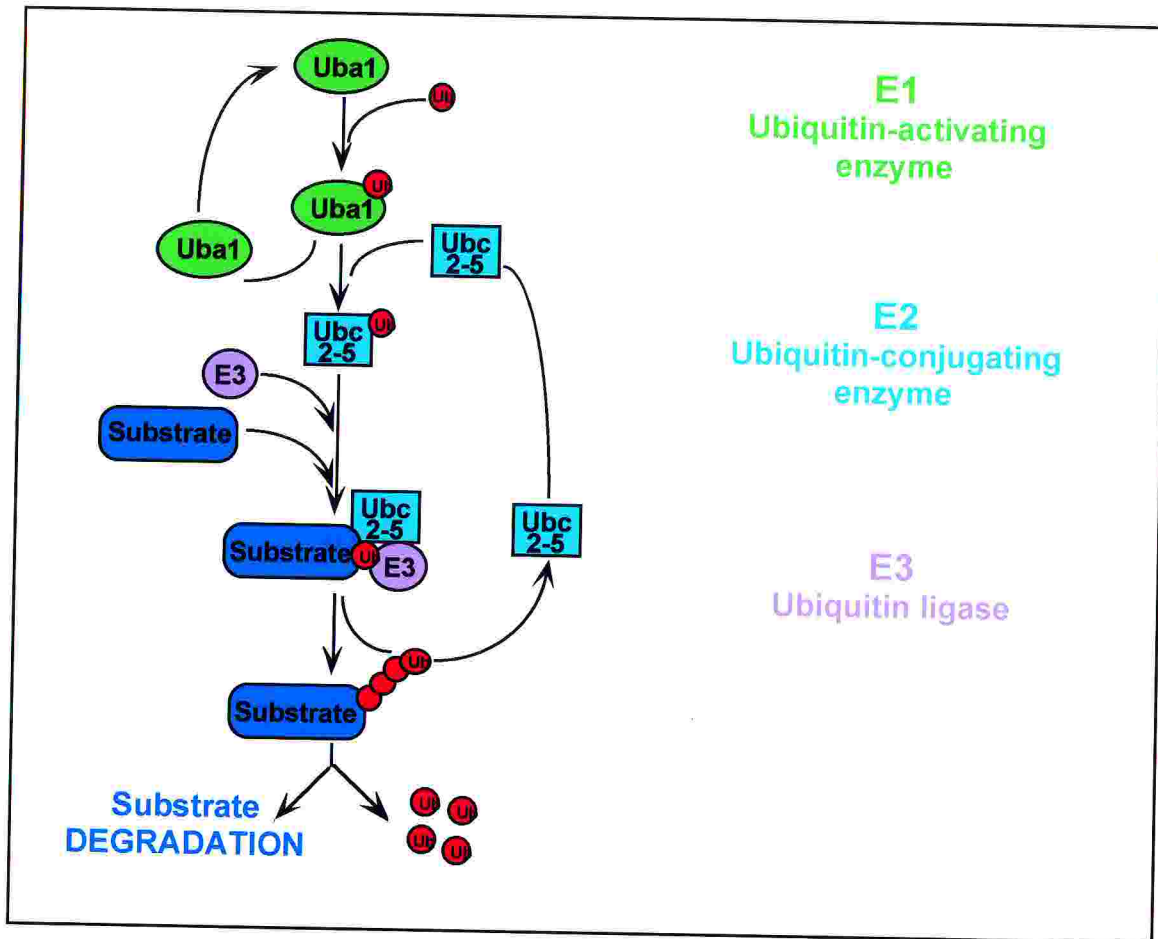 Uba1
Ub
E1
Ubiquitin-activating
enzyme
Ub
Uba1
Uba1
Ubc
2-5
Ub
Ubc
2-5
E2
Ubiquitin-conjugating
enzyme
E3
Substrate
Ubc
2-5
Substrate
Ub
E3
Ubc
2-5
E3
Ubiquitin ligase
Ub
Substrate
Substrate
DEGRADATION
Ub
Ub
Ub
Ub